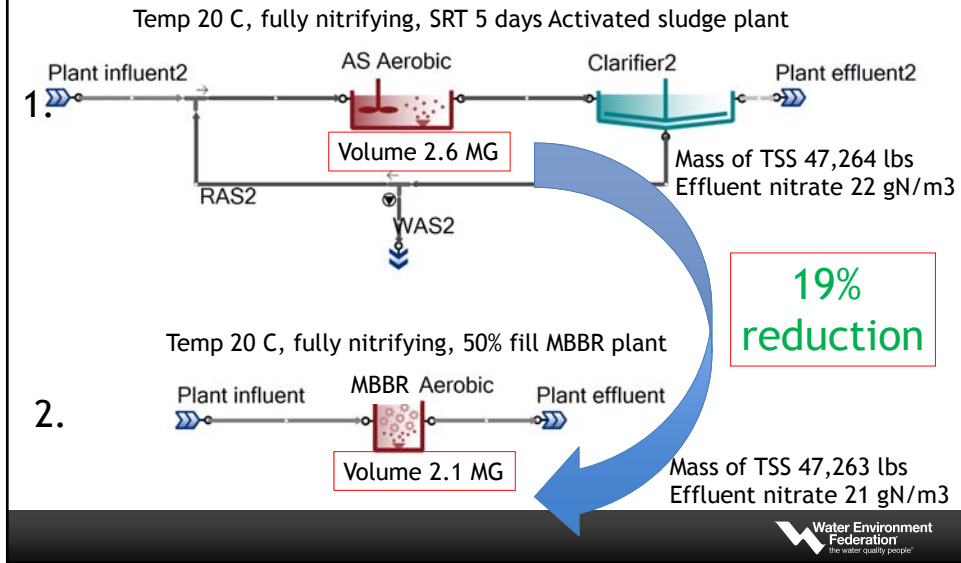 Temp 20 C, fully nitrifying, SRT 5 days Activated sludge plant
AS Aerobic
Clarifier2
Plant influent2
Plant effluent2
1.
Volume 2.6 MG
Mass of TSS 47,264 lbs
Effluent nitrate 22 gN/m3
RAS2
WAS2
19%
reduction
Temp 20 C, fully nitrifying, 50% fill MBBR plant
MBBR Aerobic
Plant influent
Plant effluent
2.
Volume 2.1 MG
Mass of TSS 47,263 lbs
Effluent nitrate 21 gN/m3
Water Environment
Federation
the water quality people®